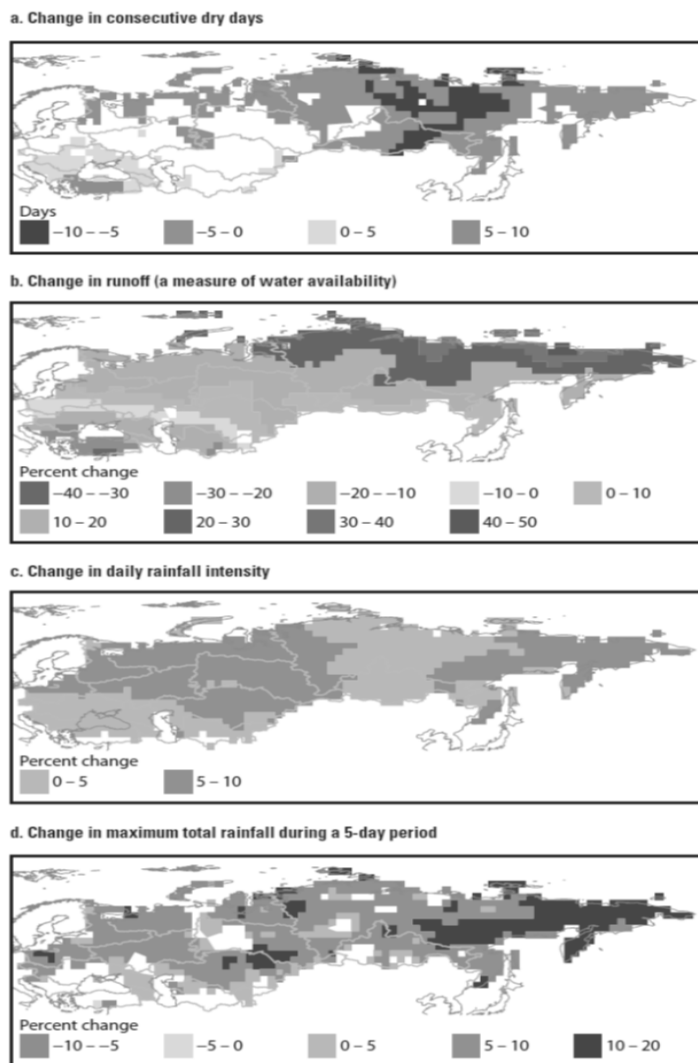 a. Change in consecutive dry days
Days
−10 – −5 −5 – 0 0 – 5 5 – 10
b. Change in runoff (a measure of water availability)
Percent change
−40 – −30 −30 – −20 −20 – −10 −10 – 0 0 – 10
10 – 20 20 – 30 30 – 40 40 – 50
c. Change in daily rainfall intensity
Percent change
0 – 5 5 – 10
d. Change in maximum total rainfall during a 5-day period
Percent change
−10 – −5 −5 – 0 0 – 5 5 – 10 10 – 20